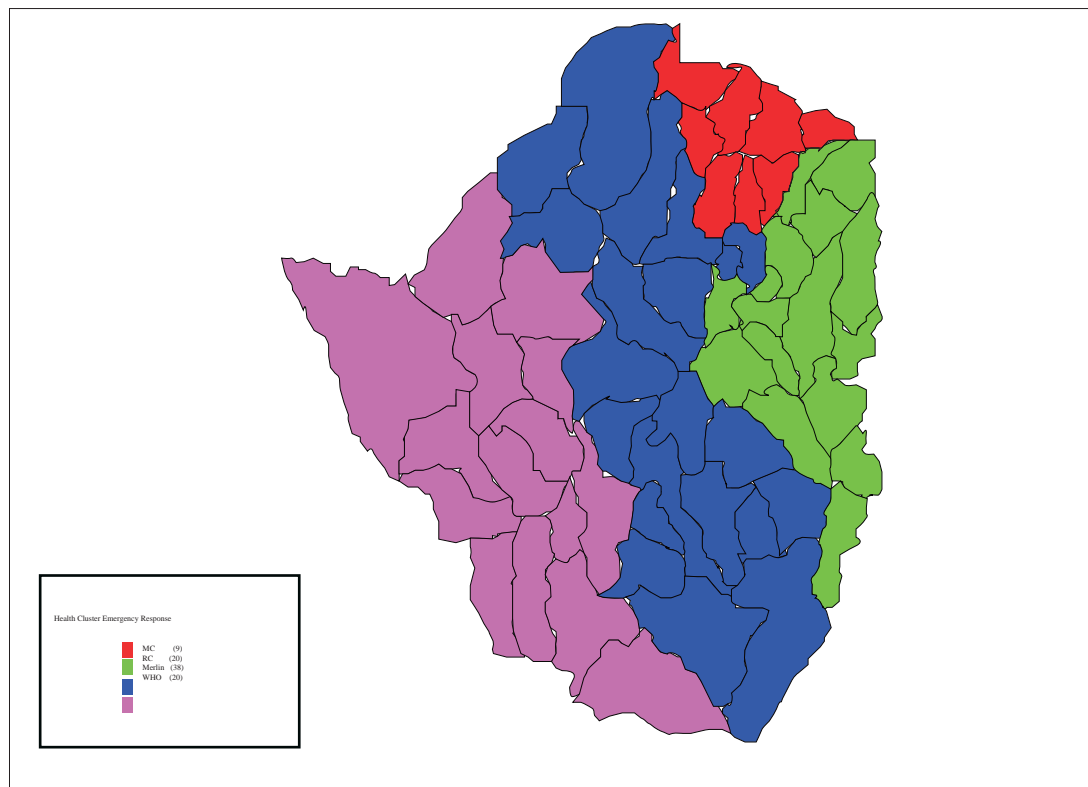 Health Cluster Emergency Response
MC (9)
RC (20)
Merlin (38)
WHO (20)